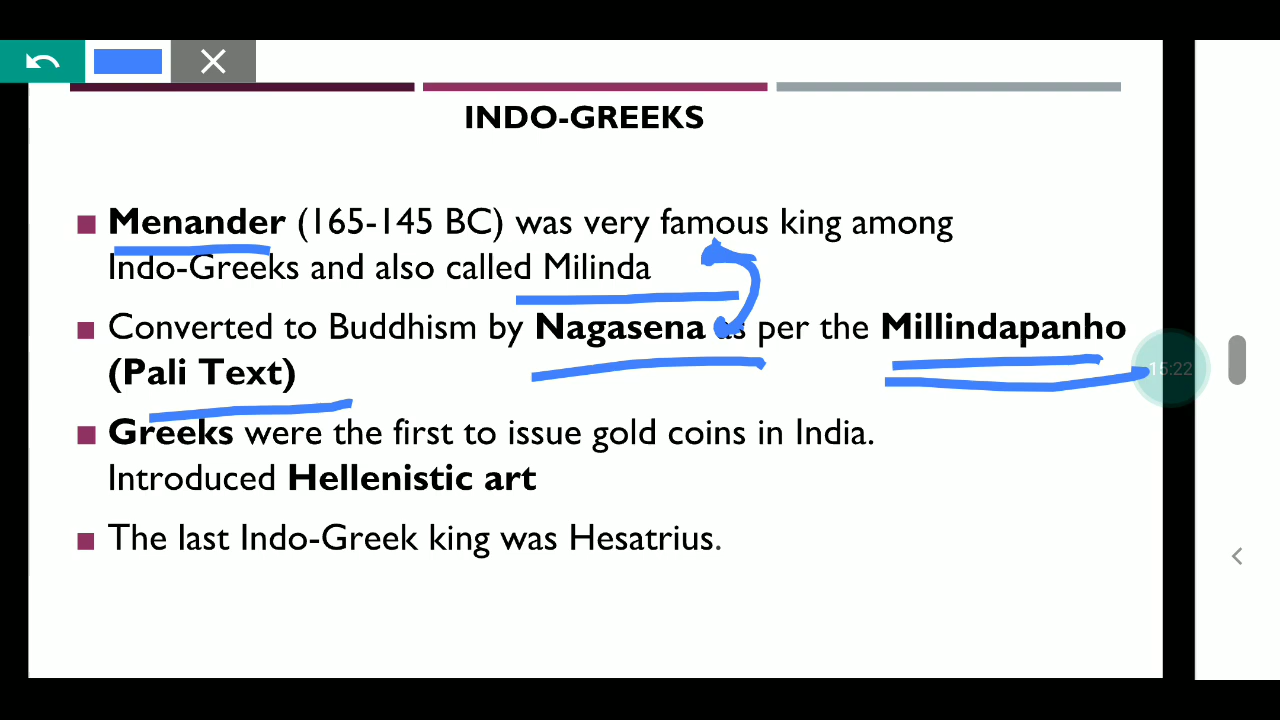 INDO-GREEKS
Menander (165-145 BC) was very famous king among
Indo-Greeks and also called Milinda
Converted to Buddhism by Nagasena as per the Millindapanho
(Pali Text)
Greeks were the first to issue gold coins in India.
Introduced Hellenistic art
The last Indo-Greek king was Hesatrius.
15:22